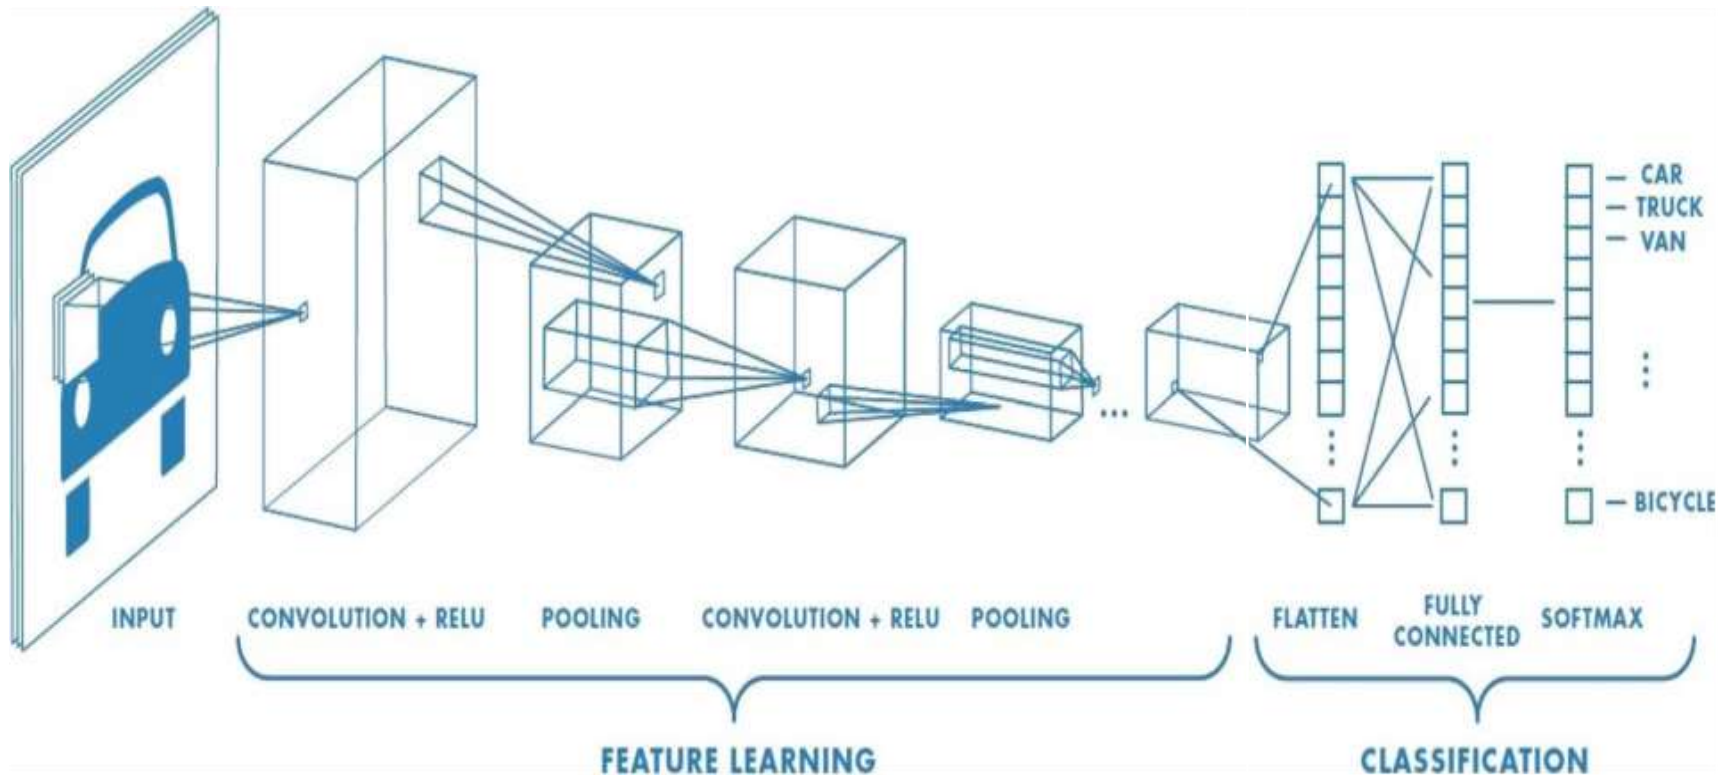 CAR
TRUCK
VAN
BICYCLE
INPUT
CONVOLUTION + RELU
POOLING
CONVOLUTION + RELU
POOLING
FLATTEN
FULLY
CONNECTED
SOFTMAX
FEATURE LEARNING
CLASSIFICATION